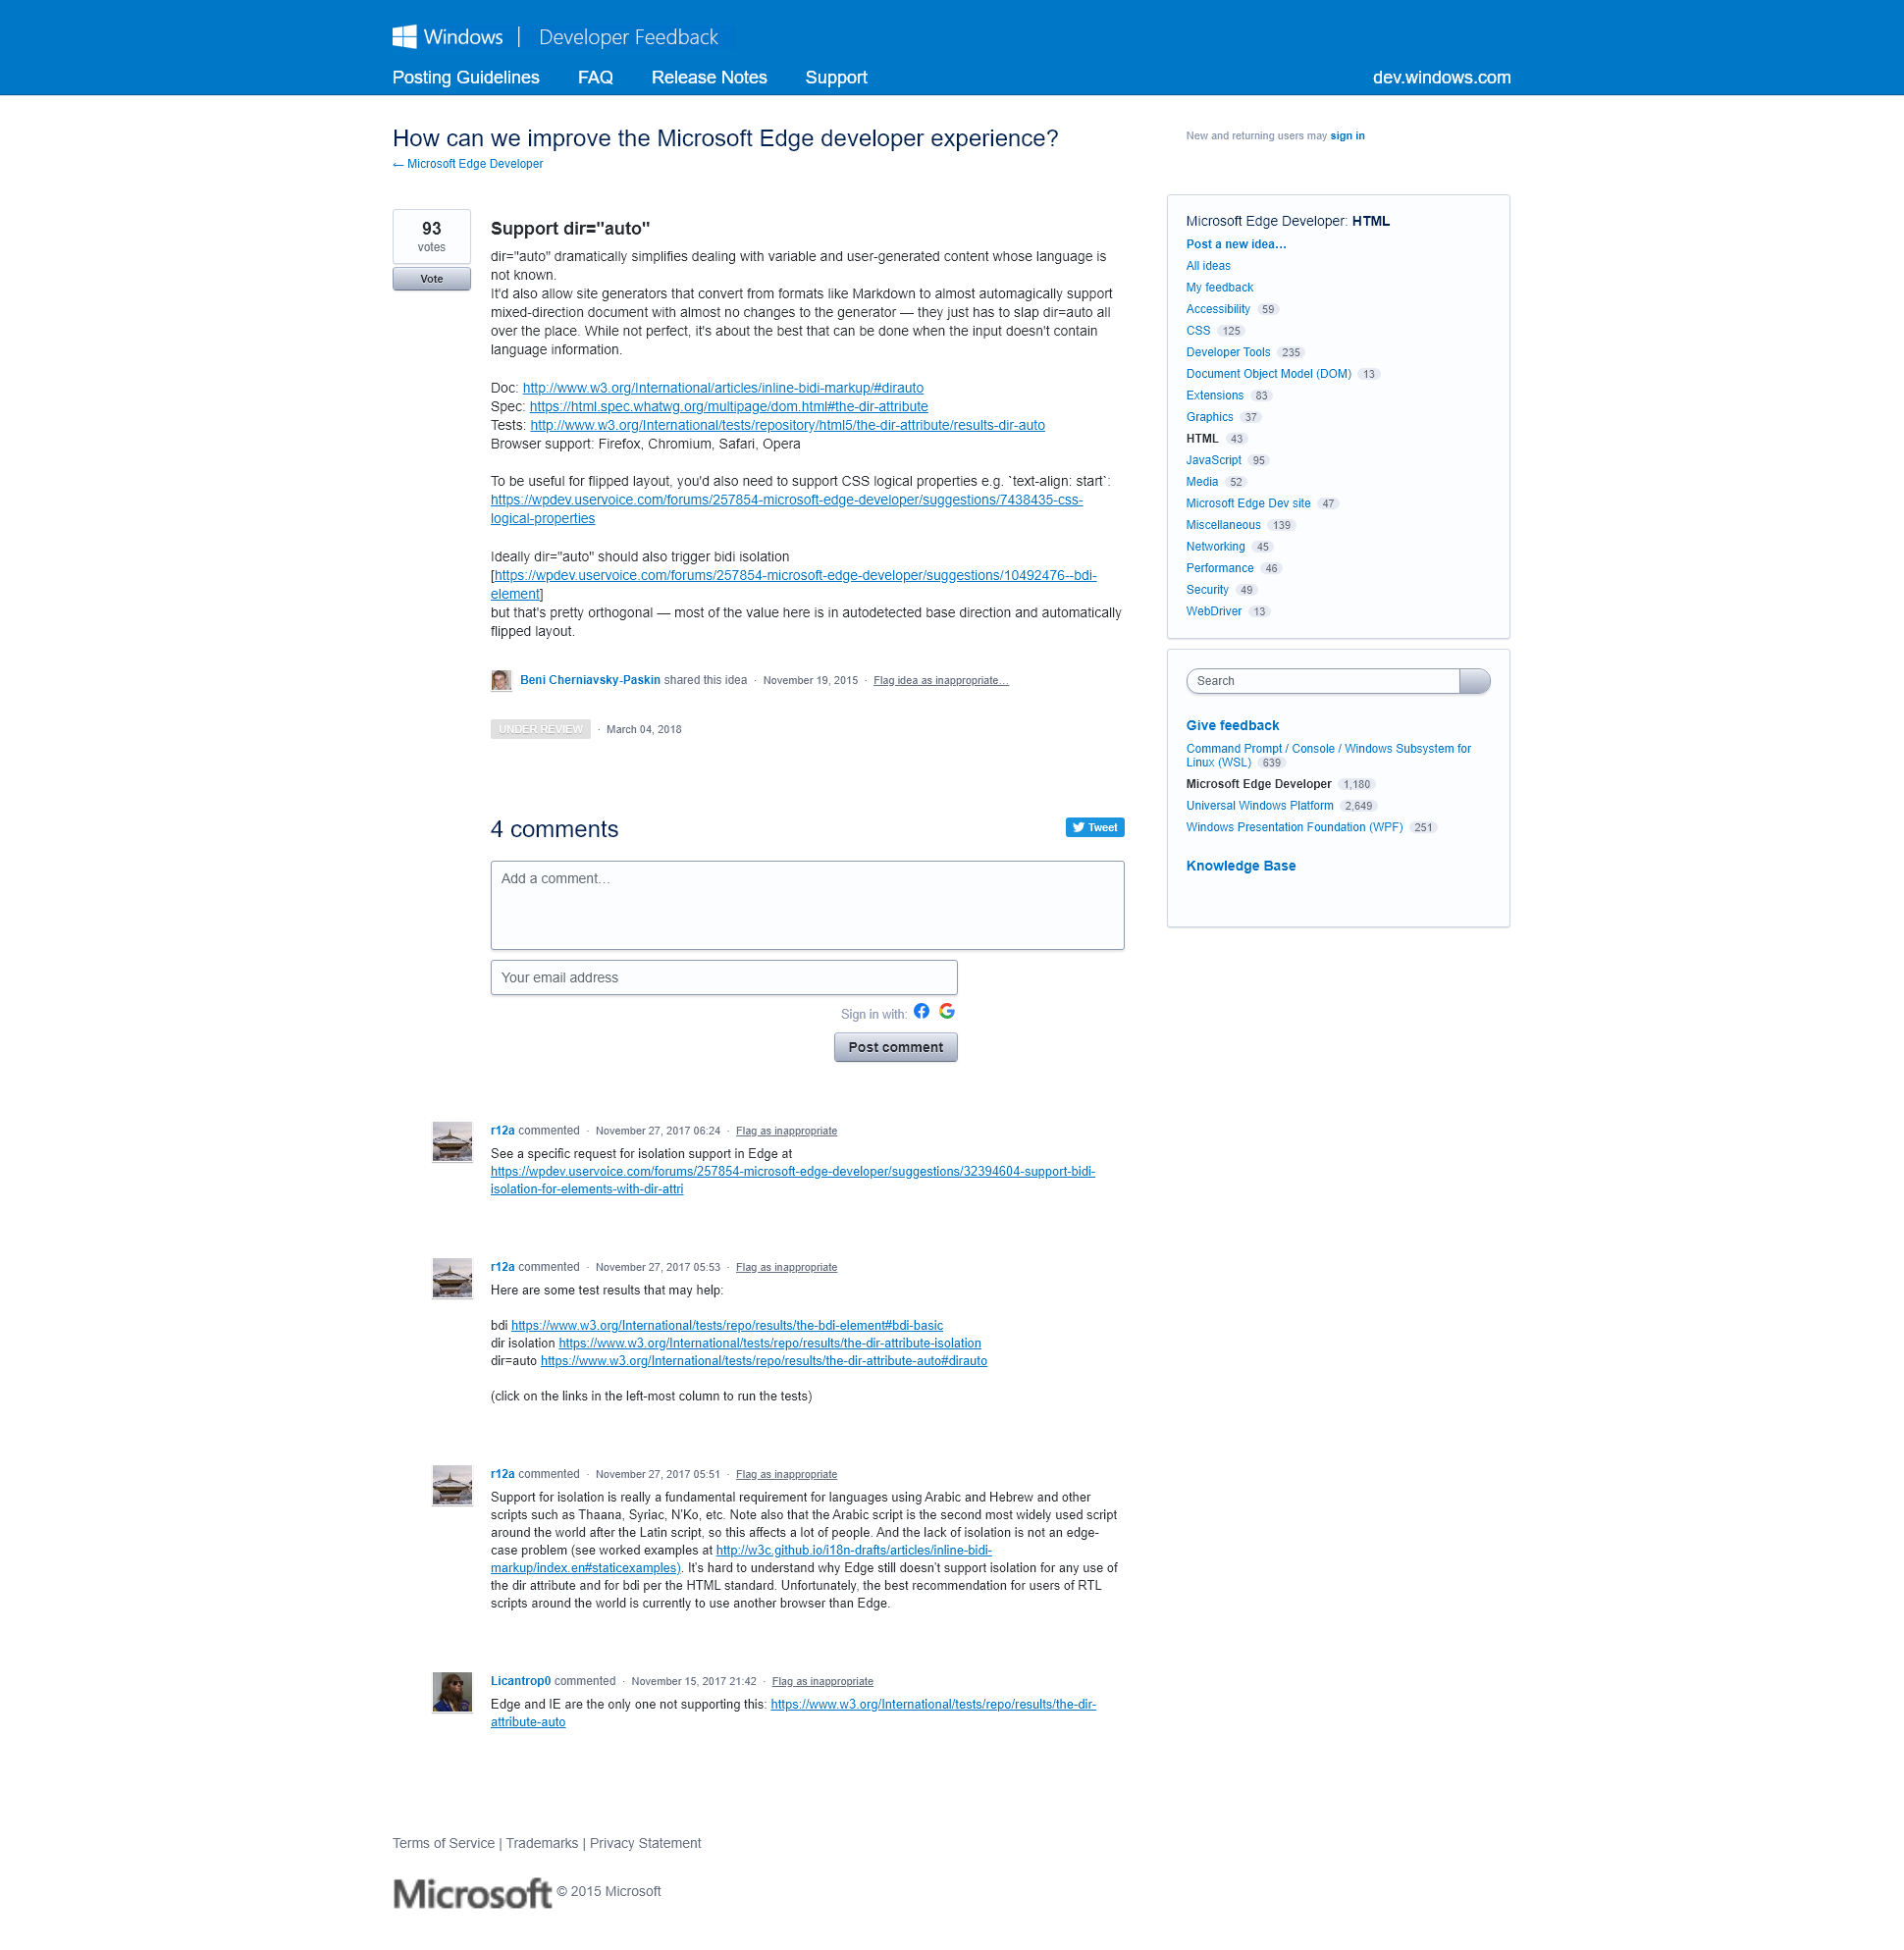 Windows | Developer Feedback
Posting Guidelines FAQ Release Notes Support dev.windows.com
How can we improve the Microsoft Edge developer experience?
← Microsoft Edge Developer
New and returning users may sign in
93
votes
Vote
Support dir="auto"
dir="auto" dramatically simplifies dealing with variable and user-generated content whose language is
not known.
It'd also allow site generators that convert from formats like Markdown to almost automagically support
mixed-direction document with almost no changes to the generator — they just has to slap dir=auto all
over the place. While not perfect, it's about the best that can be done when the input doesn't contain
language information.
Doc: http://www.w3.org/International/articles/inline-bidi-markup/#dirauto
Spec: https://html.spec.whatwg.org/multipage/dom.html#the-dir-attribute
Tests: http://www.w3.org/International/tests/repository/html5/the-dir-attribute/results-dir-auto
Browser support: Firefox, Chromium, Safari, Opera
To be useful for flipped layout, you'd also need to support CSS logical properties e.g. `text-align: start`:
https://wpdev.uservoice.com/forums/257854-microsoft-edge-developer/suggestions/7438435-css-
logical-properties
Ideally dir="auto" should also trigger bidi isolation
[https://wpdev.uservoice.com/forums/257854-microsoft-edge-developer/suggestions/10492476--bdi-
element]
but that's pretty orthogonal — most of the value here is in autodetected base direction and automatically
flipped layout.
Beni Cherniavsky-Paskin shared this idea · November 19, 2015 · Flag idea as inappropriate…
UNDER REVIEW · March 04, 2018
4 comments
Tweet
Add a comment…
Your email address
Sign in with:
Post comment
r12a commented · November 27, 2017 06:24 · Flag as inappropriate
See a specific request for isolation support in Edge at
https://wpdev.uservoice.com/forums/257854-microsoft-edge-developer/suggestions/32394604-support-bidi-
isolation-for-elements-with-dir-attri
r12a commented · November 27, 2017 05:53 · Flag as inappropriate
Here are some test results that may help:
bdi https://www.w3.org/International/tests/repo/results/the-bdi-element#bdi-basic
dir isolation https://www.w3.org/International/tests/repo/results/the-dir-attribute-isolation
dir=auto https://www.w3.org/International/tests/repo/results/the-dir-attribute-auto#dirauto
(click on the links in the left-most column to run the tests)
r12a commented · November 27, 2017 05:51 · Flag as inappropriate
Support for isolation is really a fundamental requirement for languages using Arabic and Hebrew and other
scripts such as Thaana, Syriac, N'Ko, etc. Note also that the Arabic script is the second most widely used script
around the world after the Latin script, so this affects a lot of people. And the lack of isolation is not an edge-
case problem (see worked examples at http://w3c.github.io/i18n-drafts/articles/inline-bidi-
markup/index.en#staticexamples). It's hard to understand why Edge still doesn't support isolation for any use of
the dir attribute and for bdi per the HTML standard. Unfortunately, the best recommendation for users of RTL
scripts around the world is currently to use another browser than Edge.
Licantrop0 commented · November 15, 2017 21:42 · Flag as inappropriate
Edge and IE are the only one not supporting this: https://www.w3.org/International/tests/repo/results/the-dir-
attribute-auto
Microsoft Edge Developer: HTML
Post a new idea…
All ideas
My feedback
Accessibility 59
CSS 125
Developer Tools 235
Document Object Model (DOM) 13
Extensions 83
Graphics 37
HTML 43
JavaScript 95
Media 52
Microsoft Edge Dev site 47
Miscellaneous 139
Networking 45
Performance 46
Security 49
WebDriver 13
Search
Give feedback
Command Prompt / Console / Windows Subsystem for
Linux (WSL) 639
Microsoft Edge Developer 1,180
Universal Windows Platform 2,649
Windows Presentation Foundation (WPF) 251
Knowledge Base
Terms of Service | Trademarks | Privacy Statement
Microsoft © 2015 Microsoft